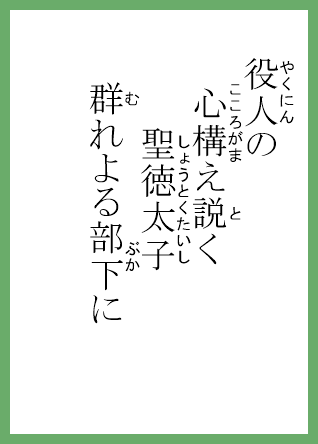 役人の
心構え説く
聖徳太子
群れよる部下に
やくにん
こころがま
と
しょうとくたいし
む
ぶか